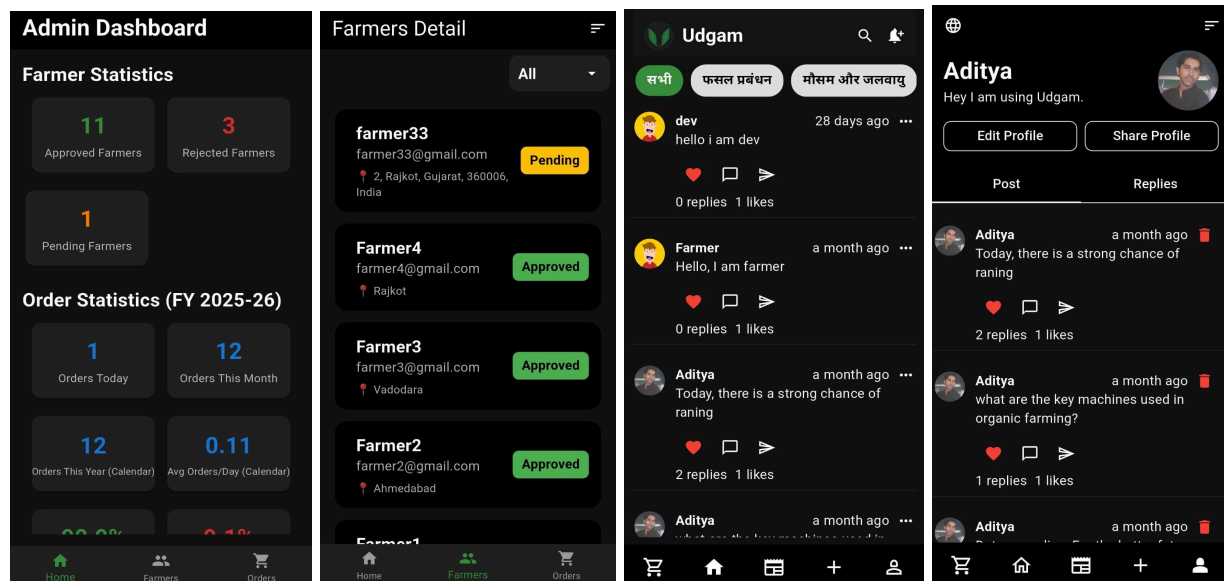 Admin Dashboard
Farmer Statistics
11
Approved Farmers
3
Rejected Farmers
1
Pending Farmers
Order Statistics (FY 2025-26)
1
Orders Today
12
Orders This Month
12
Orders This Year (Calendar)
0.11
Avg Orders/Day (Calendar)
Home
Farmers
Orders
Farmers Detail
All
farmer33
farmer33@gmail.com
2, Rajkot, Gujarat, 360006,
India
Pending
Farmer4
farmer4@gmail.com
Rajkot
Approved
Farmer3
farmer3@gmail.com
Vadodara
Approved
Farmer2
farmer2@gmail.com
Ahmedabad
Approved
Farmer1
Home
Farmers
Orders
Udgam
सभी
फसल प्रबंधन
मौसम और जलवायु
dev
28 days ago
hello i am dev
0 replies 1 likes
Farmer
a month ago
Hello, I am farmer
0 replies 1 likes
Aditya
a month ago
Today, there is a strong chance of
raning
2 replies 1 likes
Aditya
a month ago
Aditya
Hey I am using Udgam.
Edit Profile
Share Profile
Post
Replies
Aditya
a month ago
Today, there is a strong chance of
raning
2 replies 1 likes
Aditya
a month ago
what are the key machines used in
organic farming?
1 replies 1 likes
Aditya
a month ago